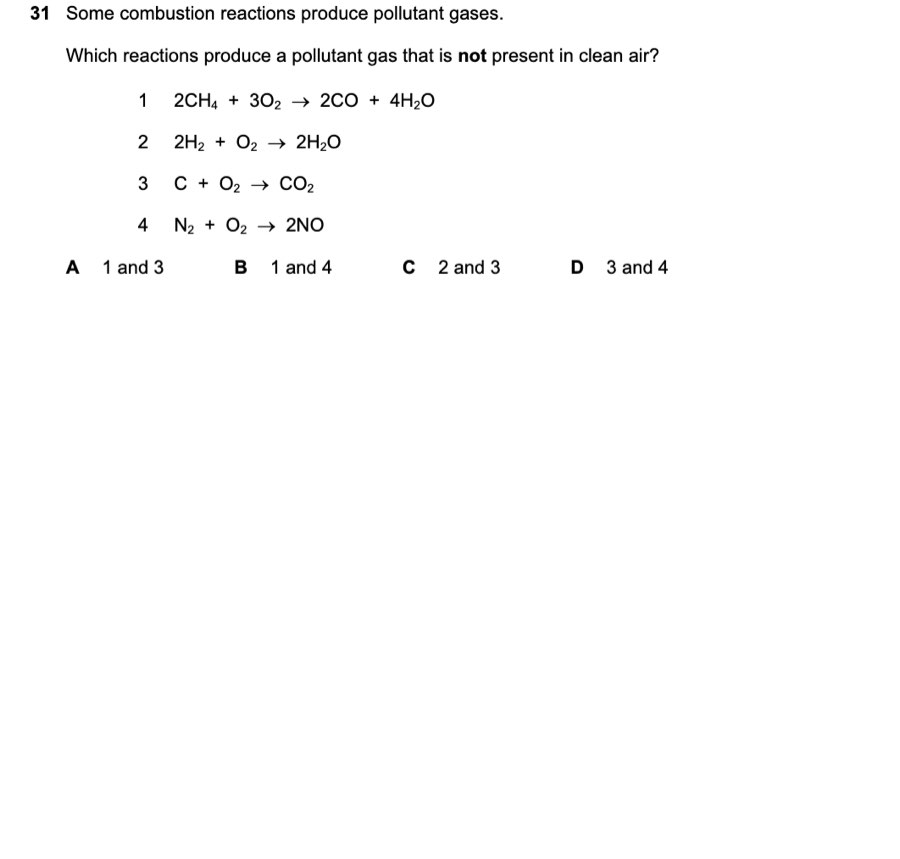 31 Some combustion reactions produce pollutant gases.
Which reactions produce a pollutant gas that is not present in clean air?
1 2CH₄ + 3O₂ → 2CO + 4H₂O
2 2H₂ + O₂ → 2H₂O
3 C + O₂ → CO₂
4 N₂ + O₂ → 2NO
A 1 and 3 B 1 and 4 C 2 and 3 D 3 and 4